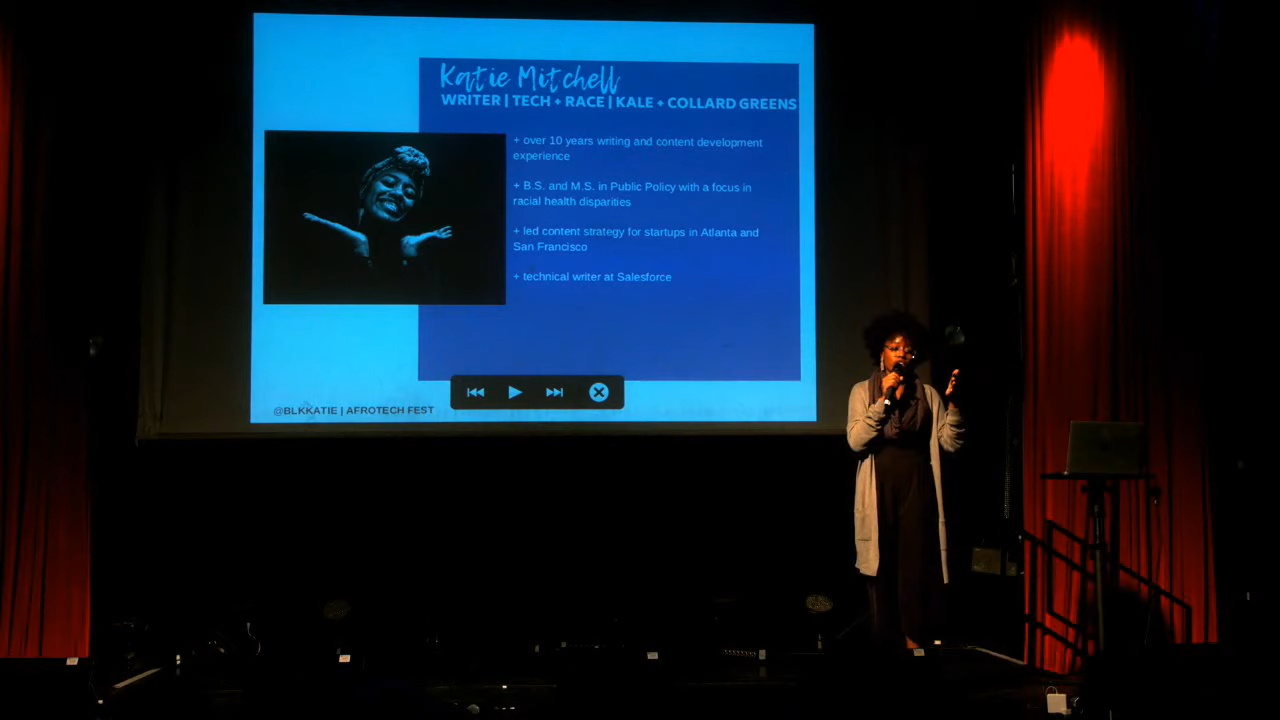 Katie Mitchell
WRITER | TECH + RACE | KALE + COLLARD GREENS
+ over 10 years writing and content development
experience
+ B.S. and M.S. in Public Policy with a focus in
racial health disparities
+ led content strategy for startups in Atlanta and
San Francisco
+ technical writer at Salesforce
@BLKKATIE | AFROTECH FEST